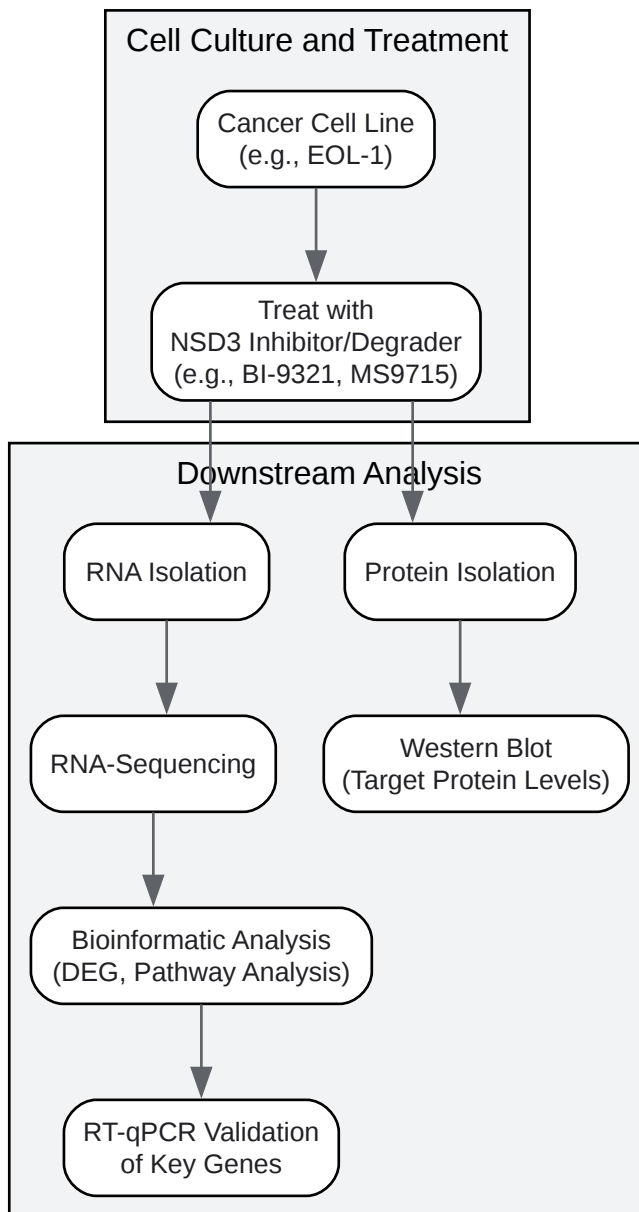 Cell Culture and Treatment
Cancer Cell Line
(e.g., EOL-1)
Treat with
NSD3 Inhibitor/Degrader
(e.g., BI-9321, MS9715)
Downstream Analysis
RNA Isolation
Protein Isolation
RNA-Sequencing
Western Blot
(Target Protein Levels)
Bioinformatic Analysis
(DEG, Pathway Analysis)
RT-qPCR Validation
of Key Genes